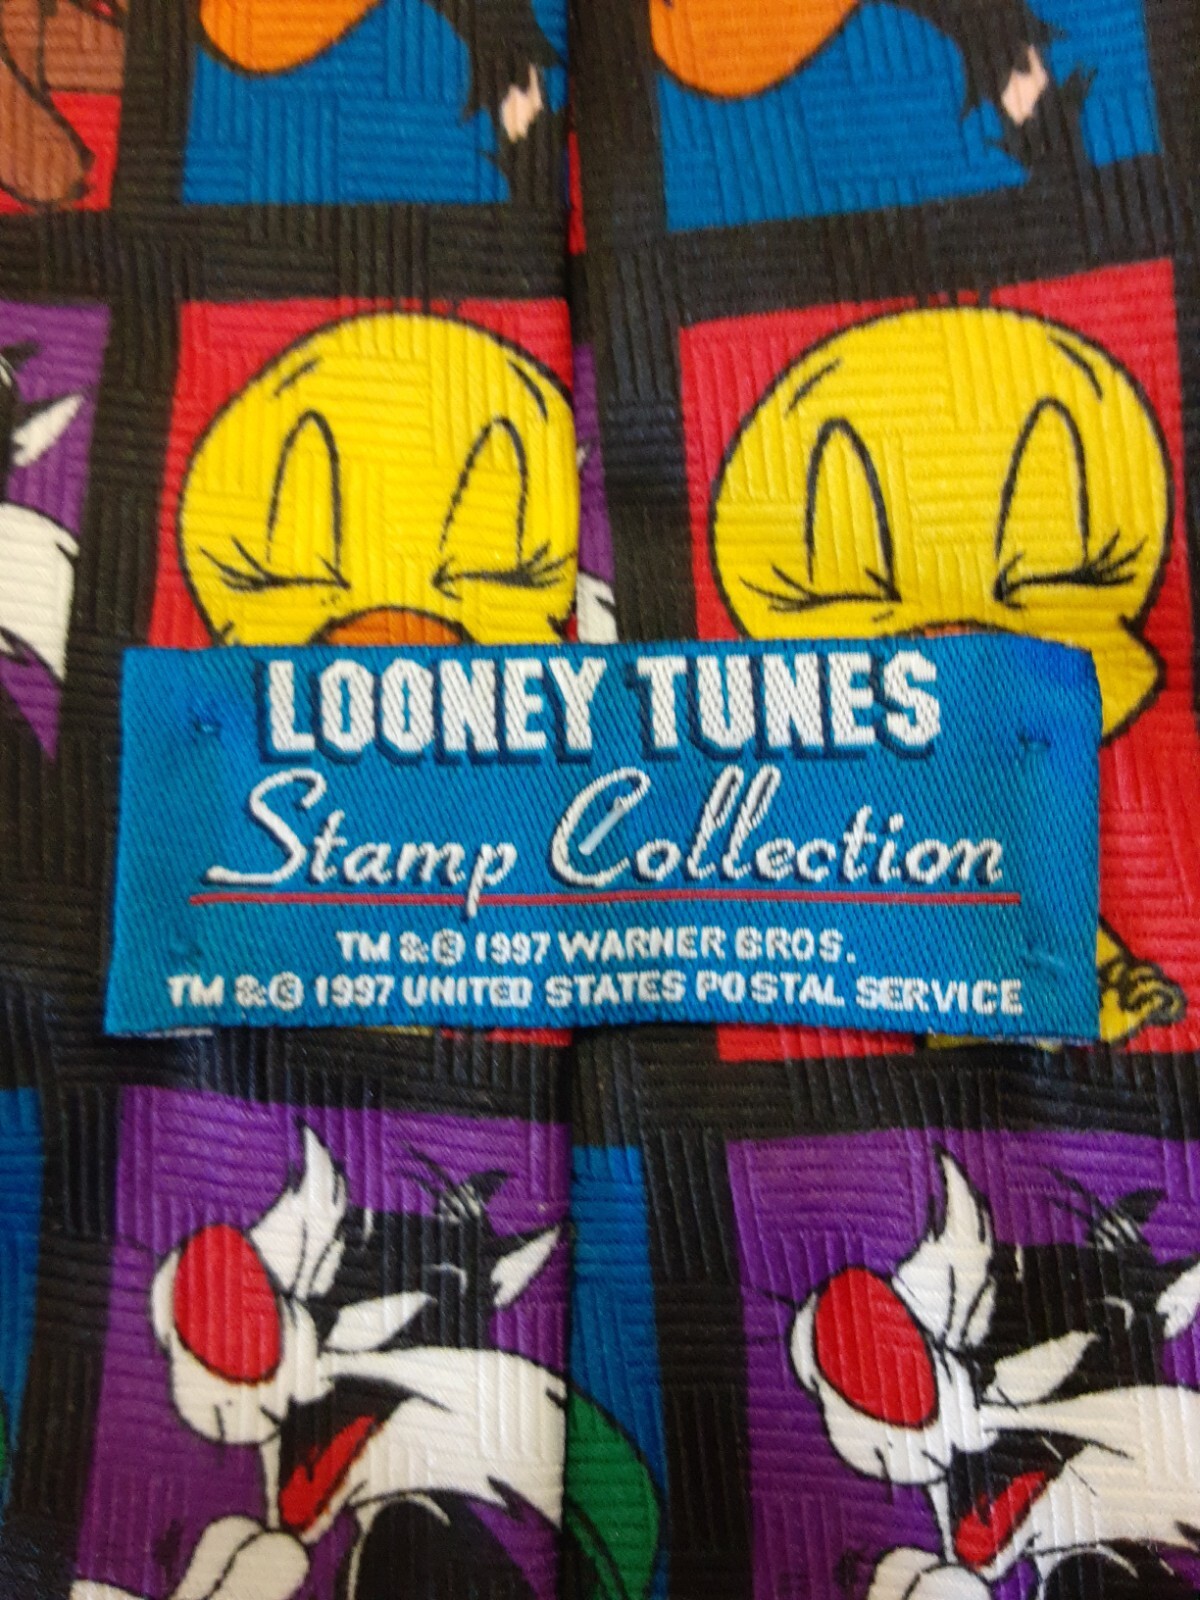 LOONEY TUNES
Stamp Collection
TM & © 1997 WARNER BROS.
TM & © 1997 UNITED STATES POSTAL SERVICE